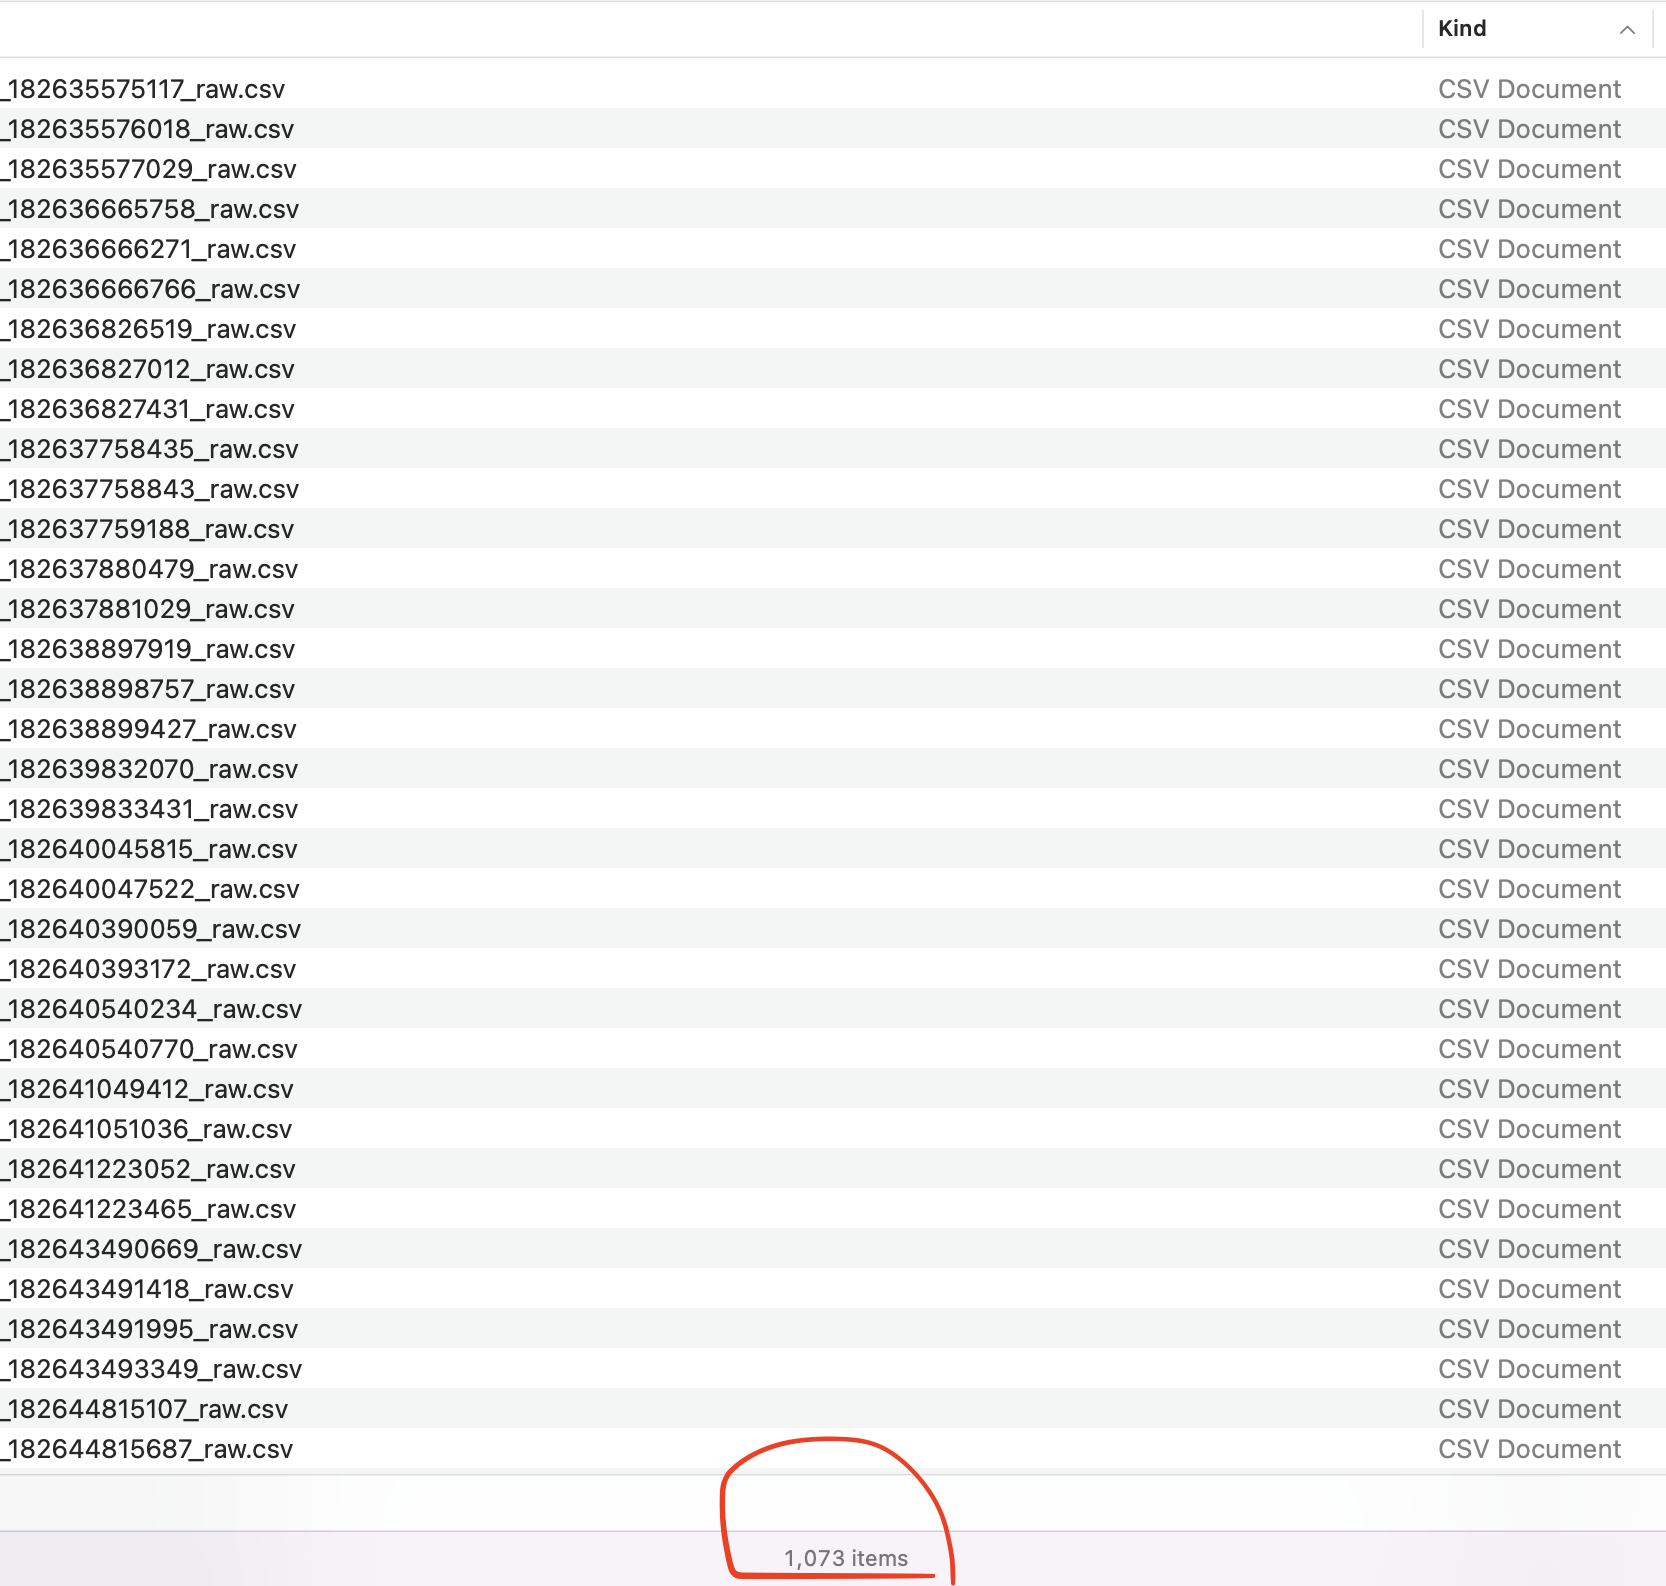 Kind
_182635575117_raw.csv CSV Document
_182635576018_raw.csv CSV Document
_182635577029_raw.csv CSV Document
_182636665758_raw.csv CSV Document
_182636666271_raw.csv CSV Document
_182636666766_raw.csv CSV Document
_182636826519_raw.csv CSV Document
_182636827012_raw.csv CSV Document
_182636827431_raw.csv CSV Document
_182637758435_raw.csv CSV Document
_182637758843_raw.csv CSV Document
_182637759188_raw.csv CSV Document
_182637880479_raw.csv CSV Document
_182637881029_raw.csv CSV Document
_182638897919_raw.csv CSV Document
_182638898757_raw.csv CSV Document
_182638899427_raw.csv CSV Document
_182639832070_raw.csv CSV Document
_182639833431_raw.csv CSV Document
_182640045815_raw.csv CSV Document
_182640047522_raw.csv CSV Document
_182640390059_raw.csv CSV Document
_182640393172_raw.csv CSV Document
_182640540234_raw.csv CSV Document
_182640540770_raw.csv CSV Document
_182641049412_raw.csv CSV Document
_182641051036_raw.csv CSV Document
_182641223052_raw.csv CSV Document
_182641223465_raw.csv CSV Document
_182643490669_raw.csv CSV Document
_182643491418_raw.csv CSV Document
_182643491995_raw.csv CSV Document
_182643493349_raw.csv CSV Document
_182644815107_raw.csv CSV Document
_182644815687_raw.csv CSV Document
1,073 items